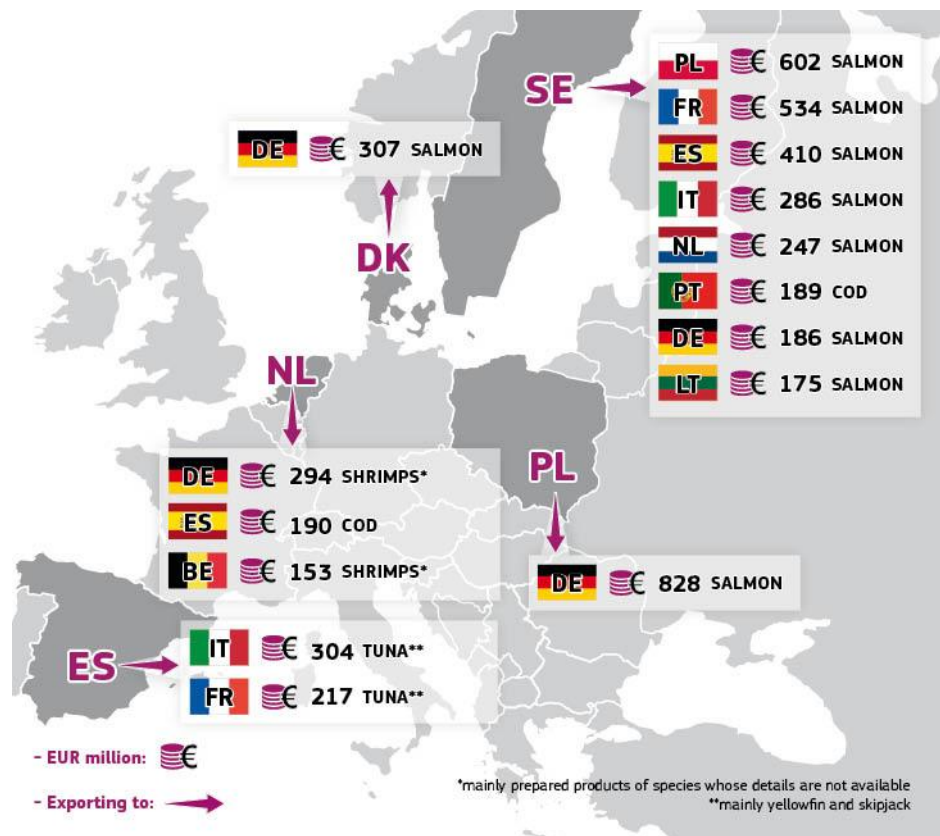 SE
PL € 602 SALMON
FR € 534 SALMON
ES € 410 SALMON
IT € 286 SALMON
NL € 247 SALMON
PT € 189 COD
DE € 186 SALMON
LT € 175 SALMON
DE € 307 SALMON
DK
NL
DE € 294 SHRIMPS*
ES € 190 COD
BE € 153 SHRIMPS*
PL
DE € 828 SALMON
ES
IT € 304 TUNA**
FR € 217 TUNA**
- EUR million: €
- Exporting to:
*mainly prepared products of species whose details are not available
**mainly yellowfin and skipjack